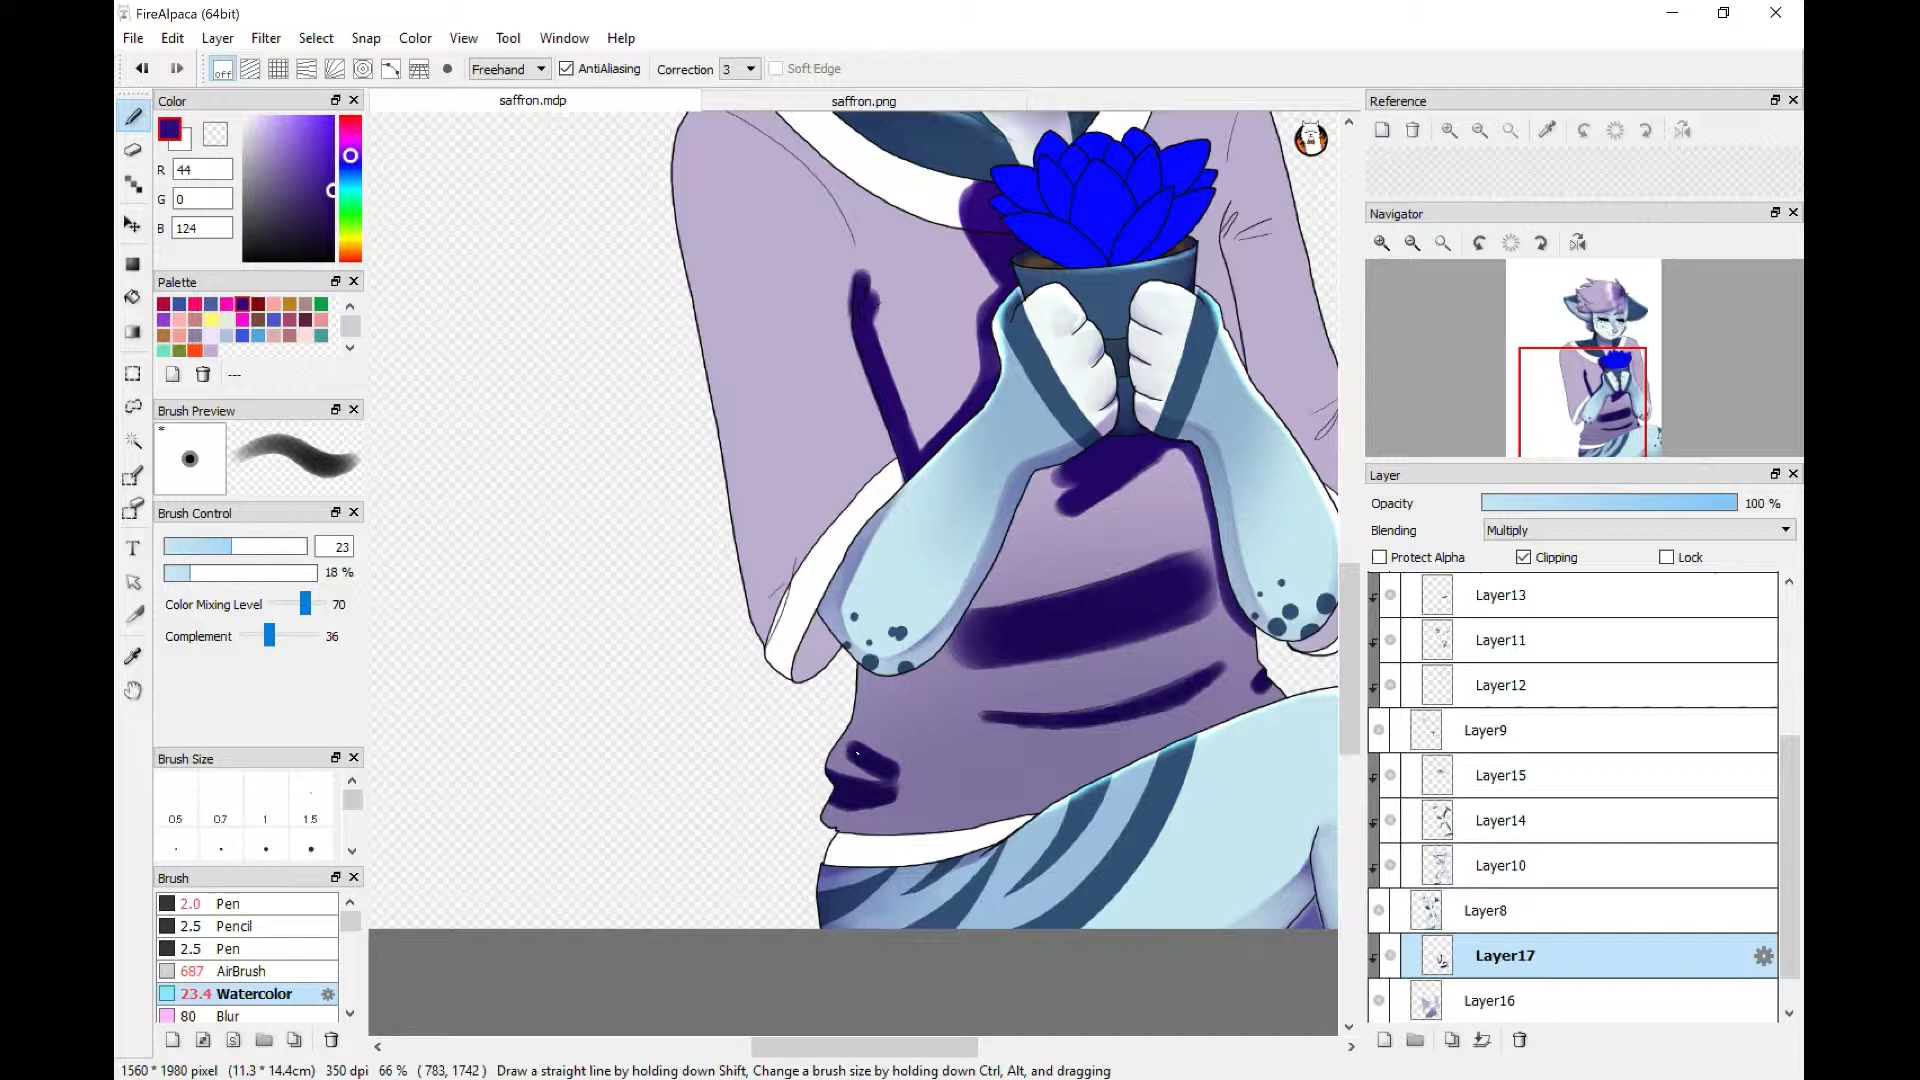 FireAlpaca (64bit)
File Edit Layer Filter Select Snap Color View Tool Window Help
off Freehand AntiAliasing Correction 3 Soft Edge
Color
saffron.mdp saffron.png
Reference
R 44
G 0
B 124
Palette
---
Navigator
Brush Preview
*
Brush Control
23
18 %
Color Mixing Level 70
Complement 36
Layer
Opacity 100 %
Blending Multiply
Protect Alpha Clipping Lock
Layer13
Layer11
Layer12
Layer9
Layer15
Layer14
Layer10
Layer8
Layer17
Layer16
Brush Size
0.5 0.7 1 1.5
Brush
2.0 Pen
2.5 Pencil
2.5 Pen
687 AirBrush
23.4 Watercolor
80 Blur
1560 * 1980 pixel (11.3 * 14.4cm) 350 dpi 66 % ( 783, 1742 ) Draw a straight line by holding down Shift, Change a brush size by holding down Ctrl, Alt, and dragging